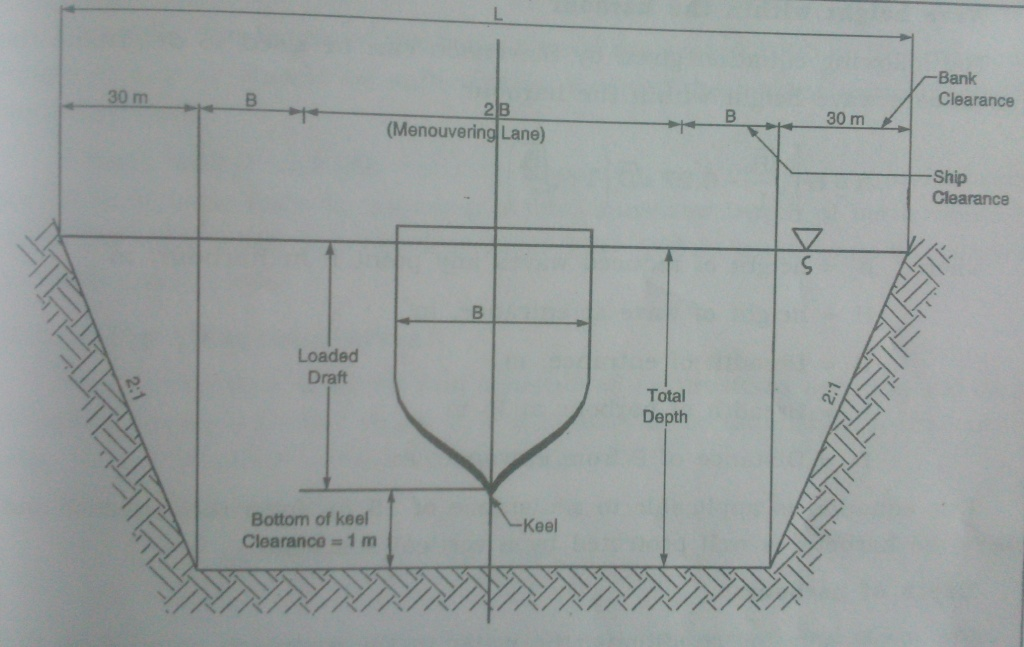 L
30 m
B
2 B
(Menouvering Lane)
B
30 m
Bank
Clearance
Ship
Clearance
B
Loaded
Draft
Total
Depth
2:1
2:1
Bottom of keel
Clearance = 1 m
Keel